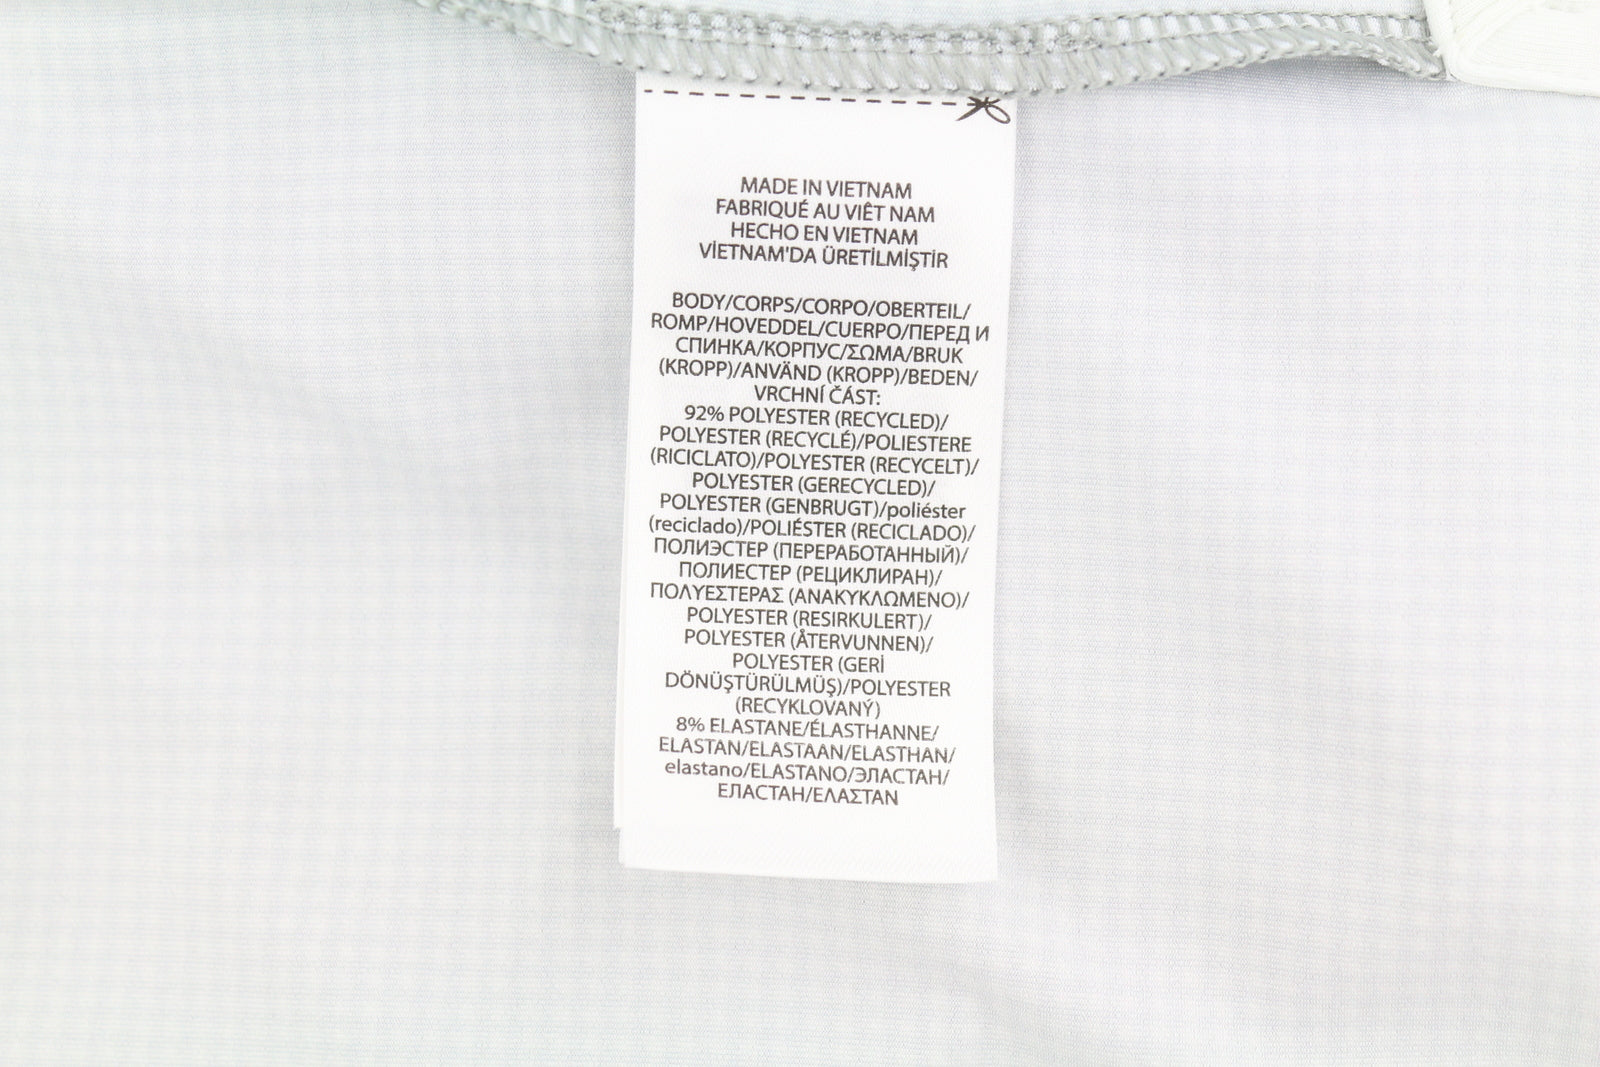 MADE IN VIETNAM
FABRIQUÉ AU VIÊT NAM
HECHO EN VIETNAM
VİETNAM'DA ÜRETİLMİŞTİR
BODY/CORPS/CORPO/OBERTEIL/
ROMP/HOVEDDEL/CUERPO/ПЕРЕД И
СПИНКА/КОРПУС/ΣΩΜΑ/BRUK
(KROPP)/ANVÄND (KROPP)/BEDEN/
VRCHNÍ ČÁST:
92% POLYESTER (RECYCLED)/
POLYESTER (RECYCLÉ)/POLIESTERE
(RICICLATO)/POLYESTER (RECYCELT)/
POLYESTER (GERECYCLED)/
POLYESTER (GENBRUGT)/poliéster
(reciclado)/POLIÉSTER (RECICLADO)/
ПОЛИЭСТЕР (ПЕРЕРАБОТАННЫЙ)/
ПОЛИЕСТЕР (РЕЦИКЛИРАН)/
ΠΟΛΥΕΣΤΕΡΑΣ (ΑΝΑΚΥΚΛΩΜΕΝΟ)/
POLYESTER (RESIRKULERT)/
POLYESTER (ÅTERVUNNEN)/
POLYESTER (GERİ
DÖNÜŞTÜRÜLMÜŞ)/POLYESTER
(RECYKLOVANÝ)
8% ELASTANE/ÉLASTHANNE/
ELASTAN/ELASTAAN/ELASTHAN/
elastano/ELASTANO/ЭЛАСТАН/
ЕЛАСТАН/ΕΛΑΣΤΑΝ